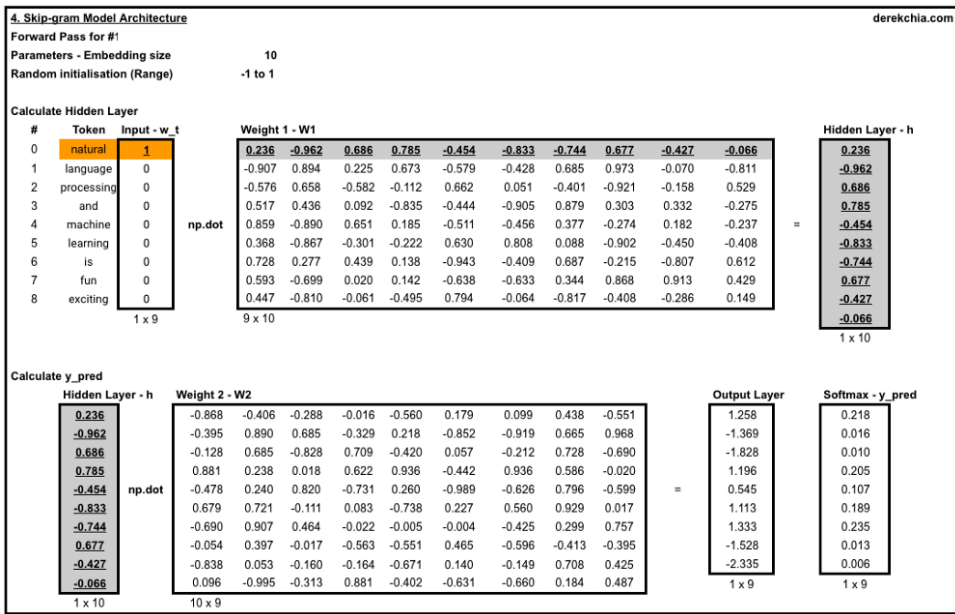 4. Skip-gram Model Architecture derekchia.com
Forward Pass for #1
Parameters - Embedding size 10
Random initialisation (Range) -1 to 1
Calculate Hidden Layer
# Token Input - w_t Weight 1 - W1 Hidden Layer - h
0 natural 1 0.236 -0.962 0.686 0.785 -0.454 -0.833 -0.744 0.677 -0.427 -0.066 0.236
1 language 0 -0.907 0.894 0.225 0.673 -0.579 -0.428 0.685 0.973 -0.070 -0.811 -0.962
2 processing 0 -0.576 0.658 -0.582 -0.112 0.662 0.051 -0.401 -0.921 -0.158 0.529 0.686
3 and 0 0.517 0.436 0.092 -0.835 -0.444 -0.905 0.879 0.303 0.332 -0.275 0.785
4 machine 0 np.dot 0.859 -0.890 0.651 0.185 -0.511 -0.456 0.377 -0.274 0.182 -0.237 = -0.454
5 learning 0 0.368 -0.867 -0.301 -0.222 0.630 0.808 0.088 -0.902 -0.450 -0.408 -0.833
6 is 0 0.728 0.277 0.439 0.138 -0.943 -0.409 0.687 -0.215 -0.807 0.612 -0.744
7 fun 0 0.593 -0.699 0.020 0.142 -0.638 -0.633 0.344 0.868 0.913 0.429 0.677
8 exciting 0 0.447 -0.810 -0.061 -0.495 0.794 -0.064 -0.817 -0.408 -0.286 0.149 -0.427
1 x 9 9 x 10 -0.066
1 x 10
Calculate y_pred
Hidden Layer - h Weight 2 - W2 Output Layer Softmax - y_pred
0.236 -0.868 -0.406 -0.288 -0.016 -0.560 0.179 0.099 0.438 -0.551 1.258 0.218
-0.962 -0.395 0.890 0.685 -0.329 0.218 -0.852 -0.919 0.665 0.968 -1.369 0.016
0.686 -0.128 0.685 -0.828 0.709 -0.420 0.057 -0.212 0.728 -0.690 -1.828 0.010
0.785 0.881 0.238 0.018 0.622 0.936 -0.442 0.936 0.586 -0.020 1.196 0.205
-0.454 np.dot -0.478 0.240 0.820 -0.731 0.260 -0.989 -0.626 0.796 -0.599 = 0.545 0.107
-0.833 0.679 0.721 -0.111 0.083 -0.738 0.227 0.560 0.929 0.017 1.113 0.189
-0.744 -0.690 0.907 0.464 -0.022 -0.005 -0.004 -0.425 0.299 0.757 1.333 0.235
0.677 -0.054 0.397 -0.017 -0.563 -0.551 0.465 -0.596 -0.413 -0.395 -1.528 0.013
-0.427 -0.838 0.053 -0.160 -0.164 -0.671 0.140 -0.149 0.708 0.425 -2.335 0.006
-0.066 0.096 -0.995 -0.313 0.881 -0.402 -0.631 -0.660 0.184 0.487 1 x 9 1 x 9
1 x 10 10 x 9